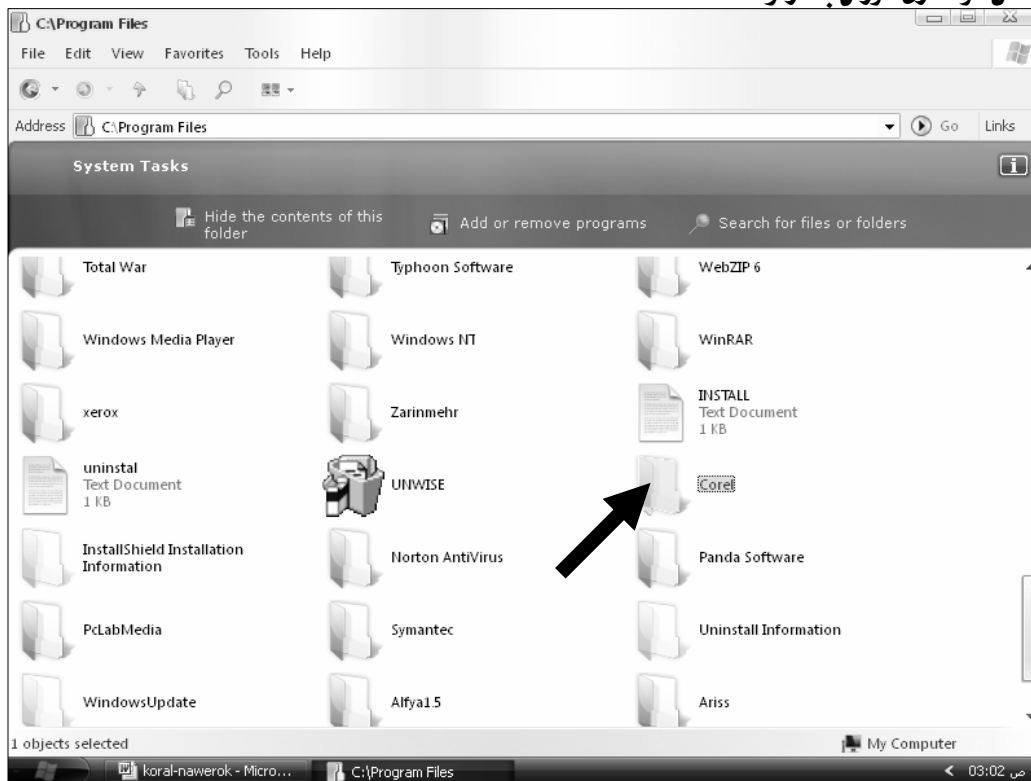 C:\Program Files
File Edit View Favorites Tools Help
Address C:\Program Files Go Links
System Tasks
Hide the contents of this
folder
Add or remove programs
Search for files or folders
Total War
Typhoon Software
WebZIP 6
Windows Media Player
Windows NT
WinRAR
xerox
Zarinmehr
INSTALL
Text Document
1 KB
uninstal
Text Document
1 KB
UNWISE
Corel
InstallShield Installation
Information
Norton AntiVirus
Panda Software
PcLabMedia
Symantec
Uninstall Information
WindowsUpdate
Alfya1.5
Ariss
1 objects selected
My Computer
koral-nawerok - Micro...
C:\Program Files
03:02 ص